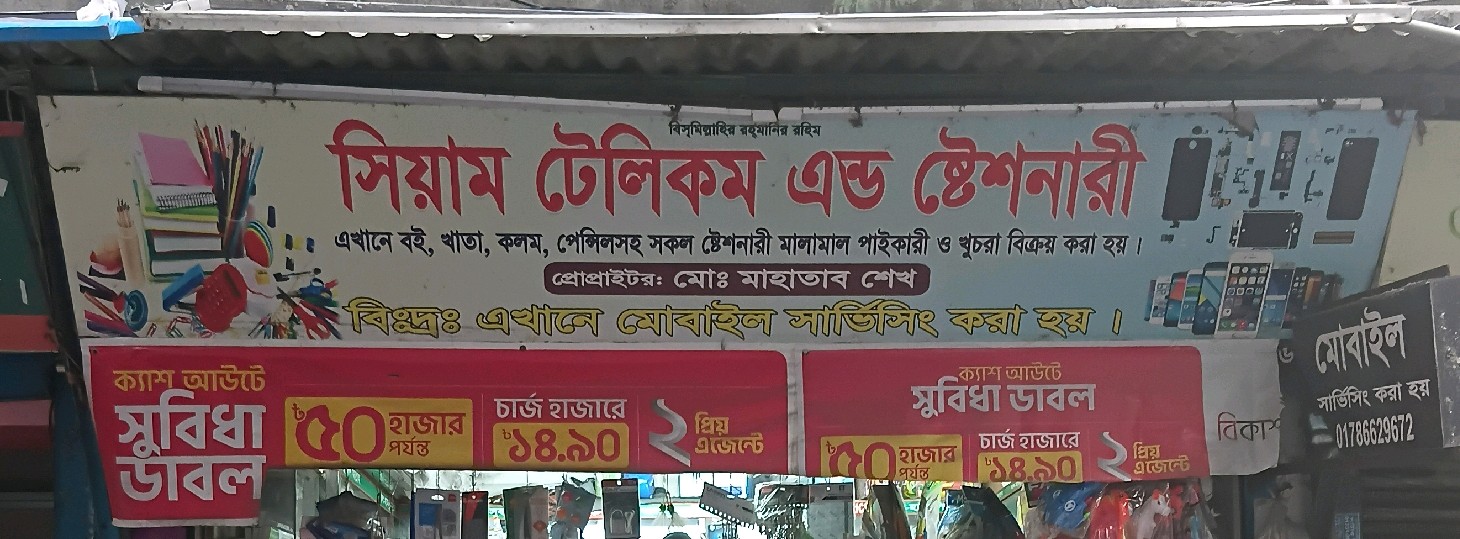 বিস্‌মিল্লাহির রহ্‌মানির রহিম
সিয়াম টেলিকম এন্ড ষ্টেশনারী
এখানে বই, খাতা, কলম, পেন্সিলসহ সকল ষ্টেশনারী মালামাল পাইকারী ও খুচরা বিক্রয় করা হয়।
প্রোপ্রাইটর: মোঃ মাহাতাব শেখ
বিঃদ্রঃ এখানে মোবাইল সার্ভিসিং করা হয়।
ক্যাশ আউটে
সুবিধা
ডাবল
৳৫০ হাজার পর্যন্ত
চার্জ হাজারে
৳১৪.৯০
২ প্রিয় এজেন্টে
ক্যাশ আউটে
সুবিধা ডাবল
৳৫০ হাজার পর্যন্ত
চার্জ হাজারে
৳১৪.৯০
২ প্রিয় এজেন্টে
বিকাশ
মোবাইল
সার্ভিসিং করা হয়
01786629672